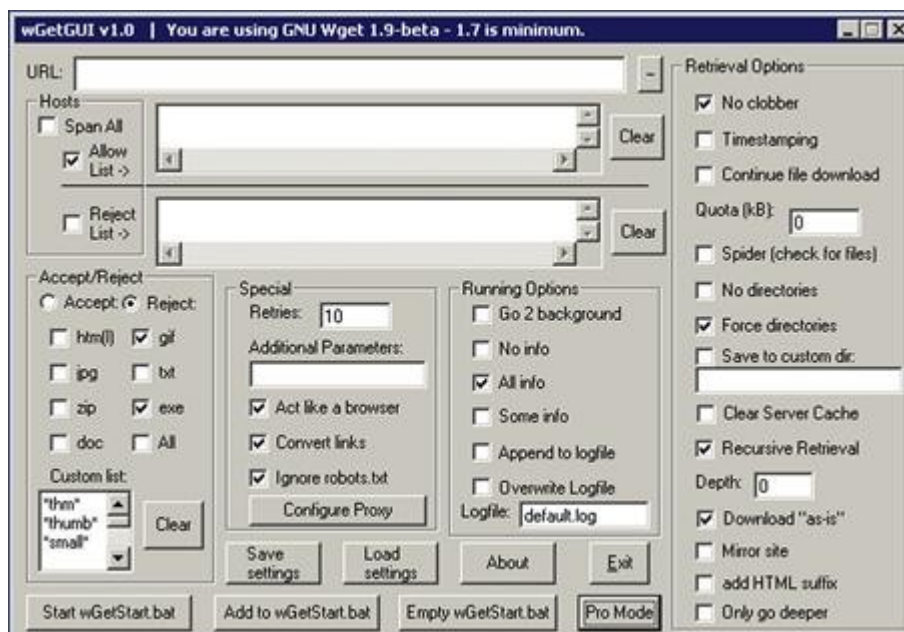 wGetGUI v1.0 | You are using GNU Wget 1.9-beta - 1.7 is minimum.
URL:
-
Hosts
Span All
Allow
List ->
Clear
Reject
List ->
Clear
Accept/Reject
Accept Reject:
htm(l) gif
jpg txt
zip exe
doc All
Custom list:
"thm"
"thumb"
"small"
Clear
Special
Retries: 10
Additional Parameters:
Act like a browser
Convert links
Ignore robots.txt
Configure Proxy
Running Options
Go 2 background
No info
All info
Some info
Append to logfile
Overwrite Logfile
Logfile: default.log
Retrieval Options
No clobber
Timestamping
Continue file download
Quota (kB): 0
Spider (check for files)
No directories
Force directories
Save to custom dir:
Clear Server Cache
Recursive Retrieval
Depth: 0
Download "as-is"
Mirror site
add HTML suffix
Only go deeper
Save
settings
Load
settings
About
Exit
Start wGetStart.bat
Add to wGetStart.bat
Empty wGetStart.bat
Pro Mode